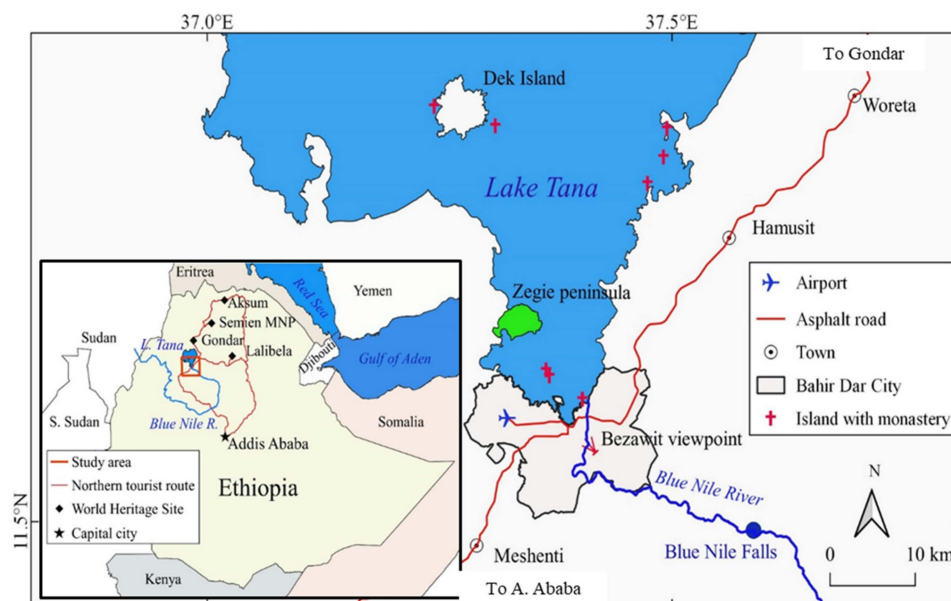 37.0°E
37.5°E
To Gondar
Dek Island
Woreta
Lake Tana
Hamusit
Zegie peninsula
Bezawit viewpoint
Blue Nile River
Blue Nile Falls
Meshenti
To A. Ababa
11.5°N
Airport
Asphalt road
Town
Bahir Dar City
Island with monastery
N
0 10 km
Eritrea
Red Sea
Yemen
Aksum
Semien MNP
Sudan
Gondar
L. Tana
Lalibela
Djibouti
Gulf of Aden
S. Sudan
Blue Nile R.
Somalia
Addis Ababa
Ethiopia
Kenya
Study area
Northern tourist route
World Heritage Site
Capital city